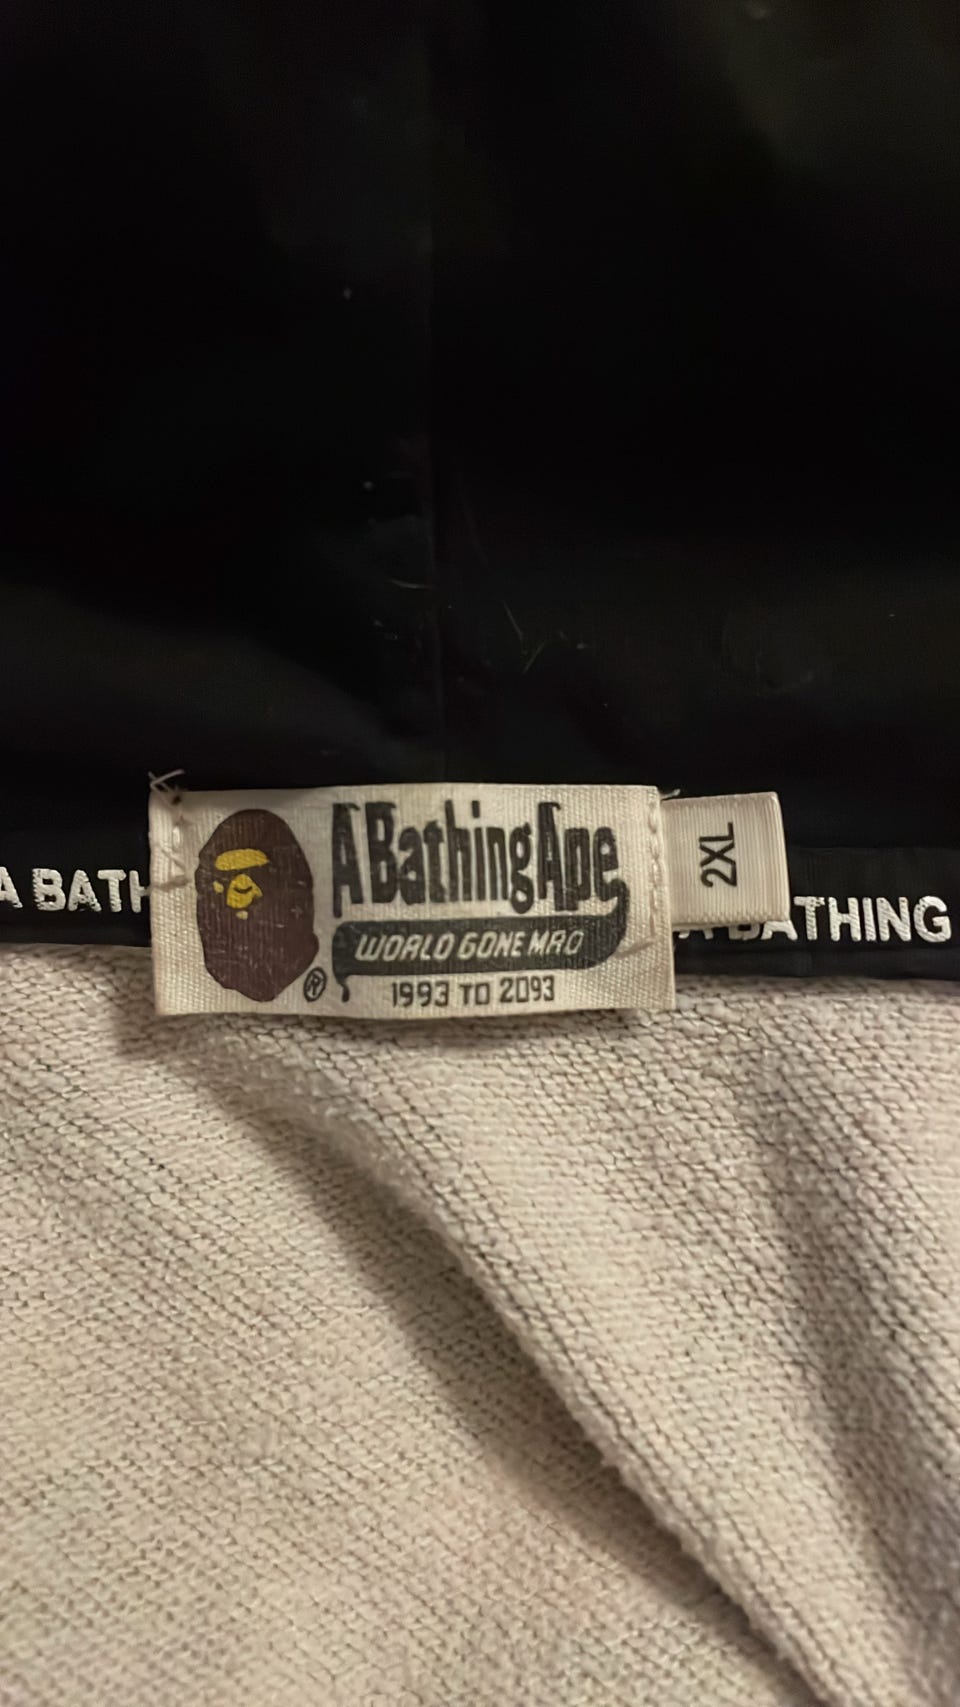 A BATH
A Bathing Ape
WORLD GONE MAD
®
1993 TO 2093
2XL
A BATHING